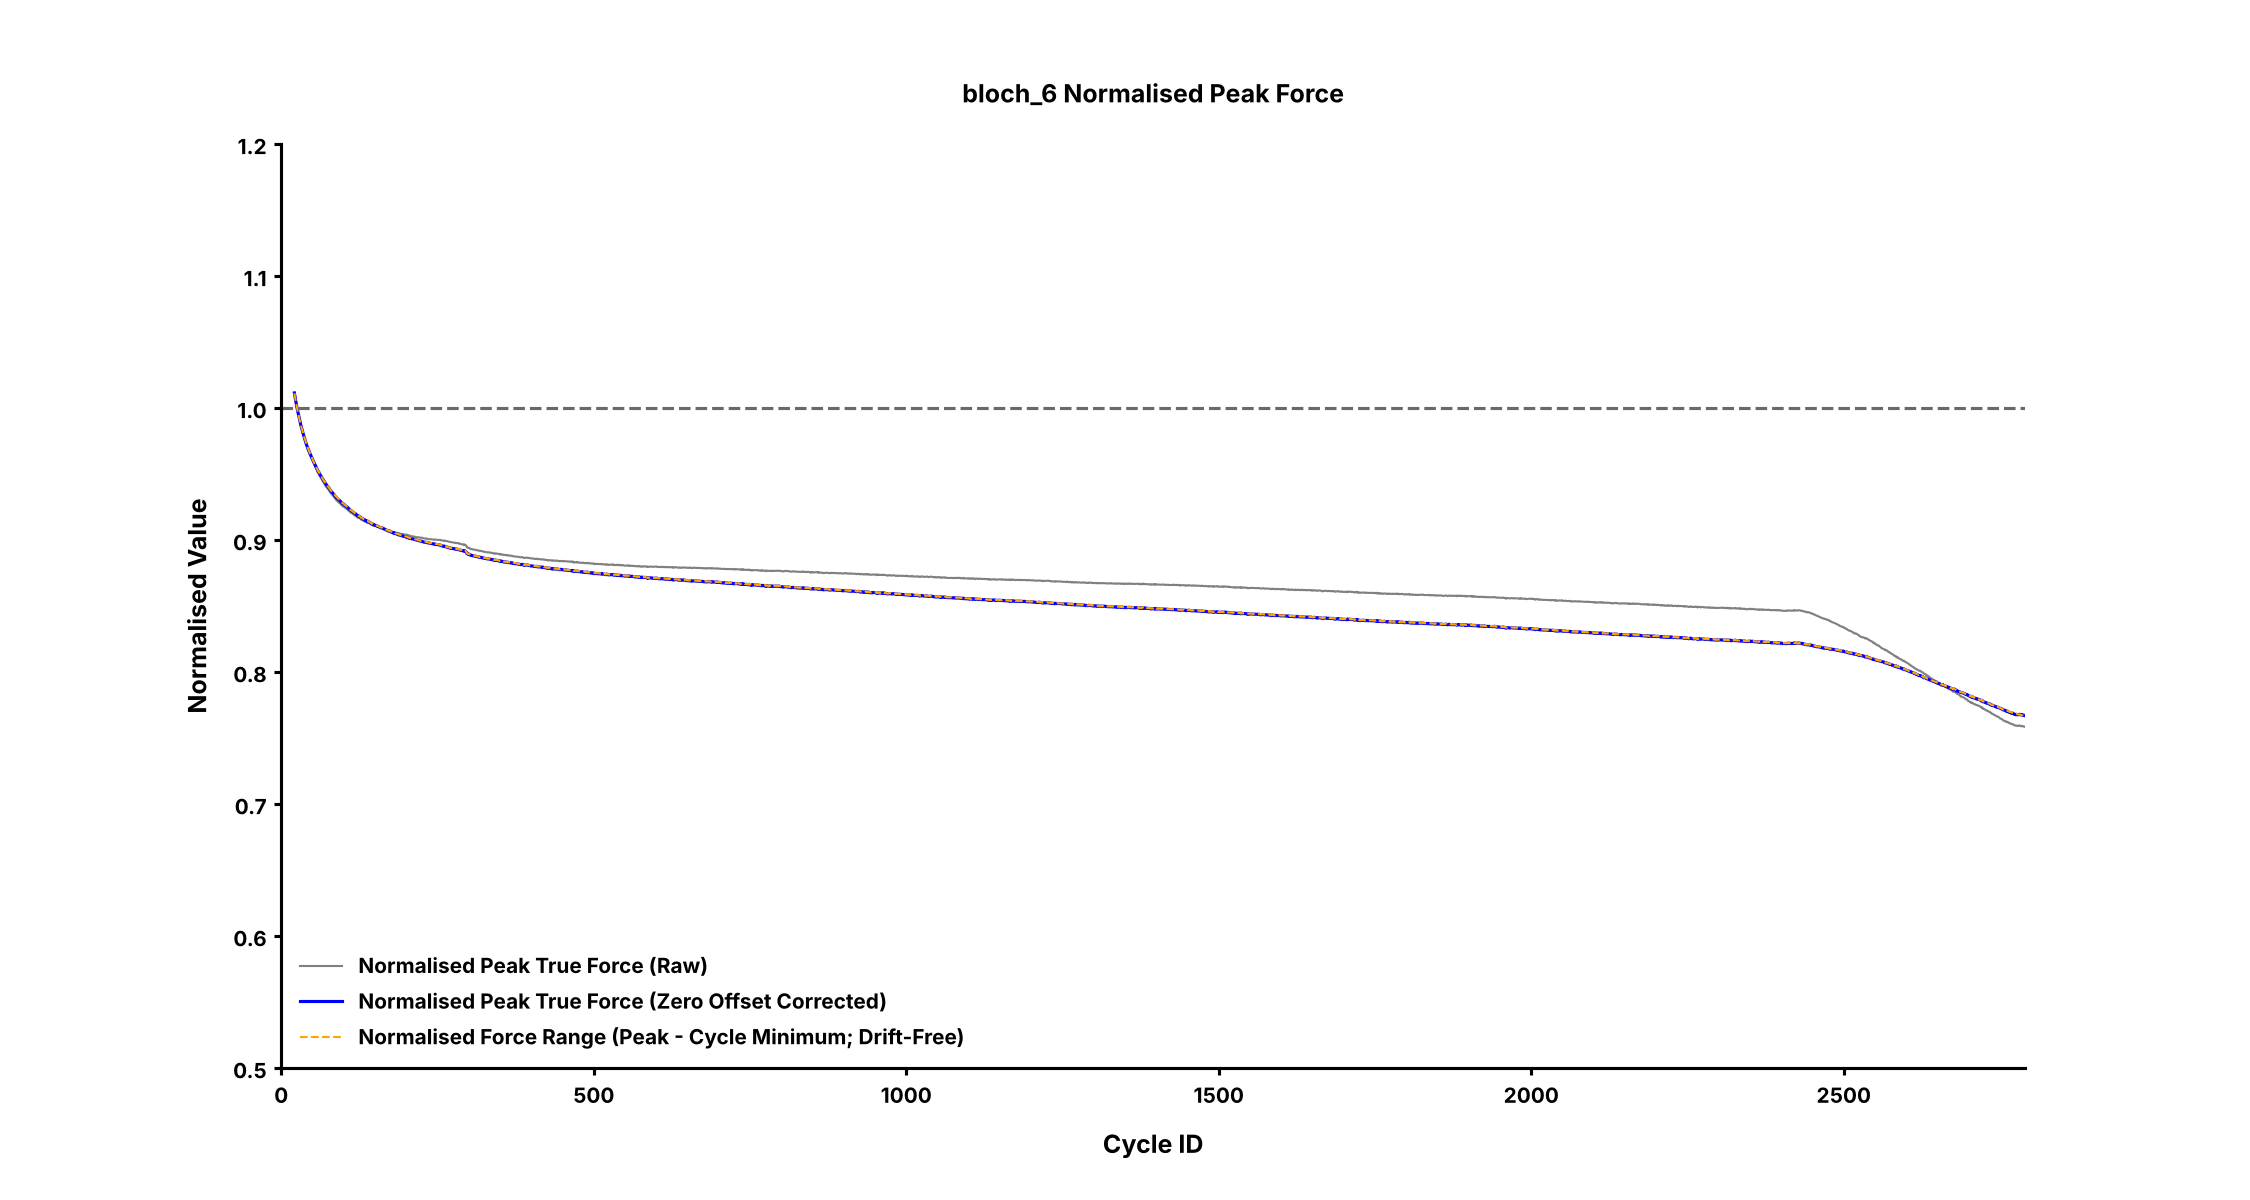 bloch_6 Normalised Peak Force
1.2
1.1
1.0
0.9
0.8
0.7
0.6
0.5
Normalised Value
Normalised Peak True Force (Raw)
Normalised Peak True Force (Zero Offset Corrected)
Normalised Force Range (Peak - Cycle Minimum; Drift-Free)
0 500 1000 1500 2000 2500
Cycle ID